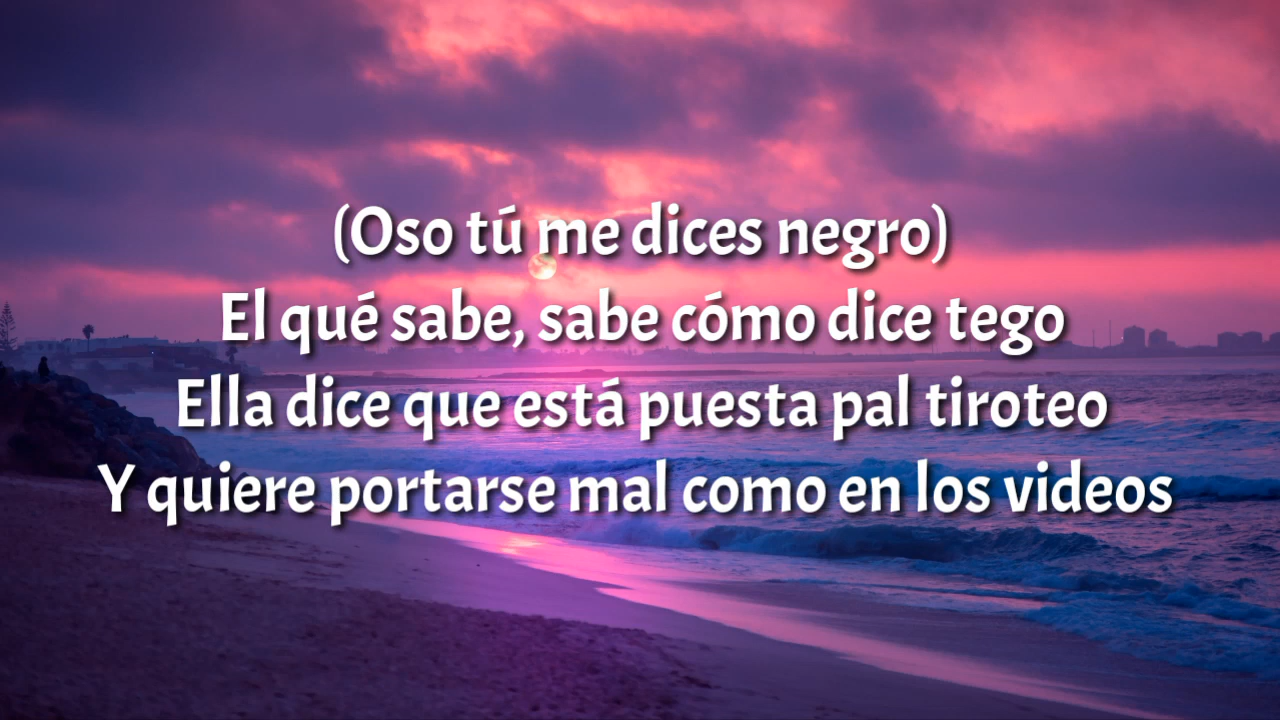 (Oso tú me dices negro)
El qué sabe, sabe cómo dice tego
Ella dice que está puesta pal tiroteo
Y quiere portarse mal como en los videos